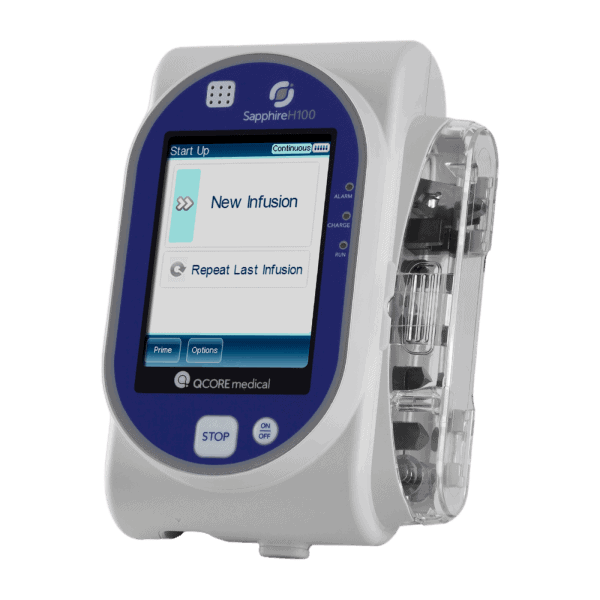 SapphireH100
Start Up
Continuous
New Infusion
Repeat Last Infusion
Prime
Options
QCORE medical
ALARM
CHARGE
RUN
STOP
ON
OFF